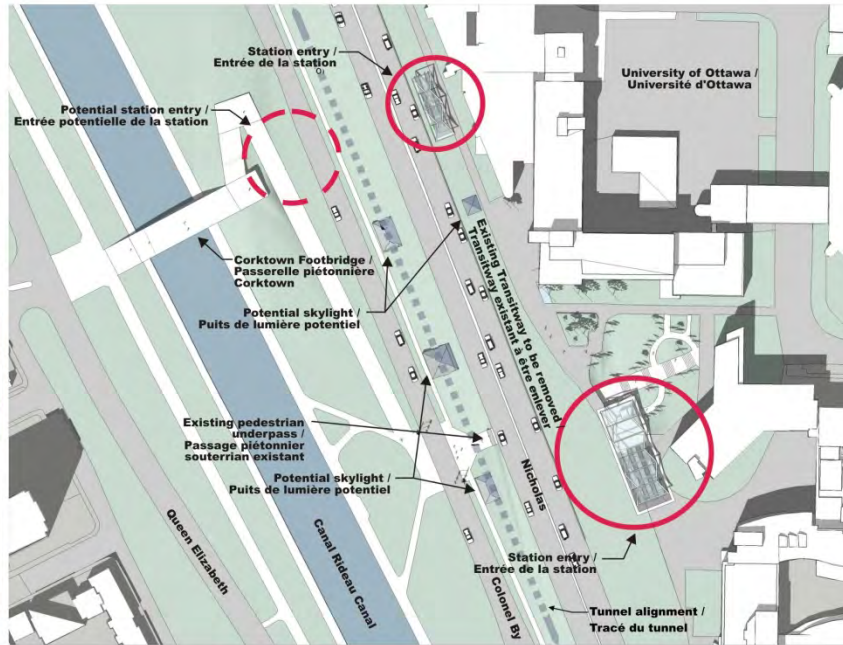 Station entry /
Entrée de la station
University of Ottawa /
Université d'Ottawa
Potential station entry /
Entrée potentielle de la station
Corktown Footbridge /
Passerelle piétonnière
Corktown
Existing Transitway to be removed /
Transitway existant à être enlever
Potential skylight /
Puits de lumière potentiel
Existing pedestrian
underpass /
Passage piétonnier
souterrian existant
Potential skylight /
Puits de lumière potentiel
Nicholas
Queen Elizabeth
Canal Rideau Canal
Colonel By
Station entry /
Entrée de la station
Tunnel alignment /
Tracé du tunnel